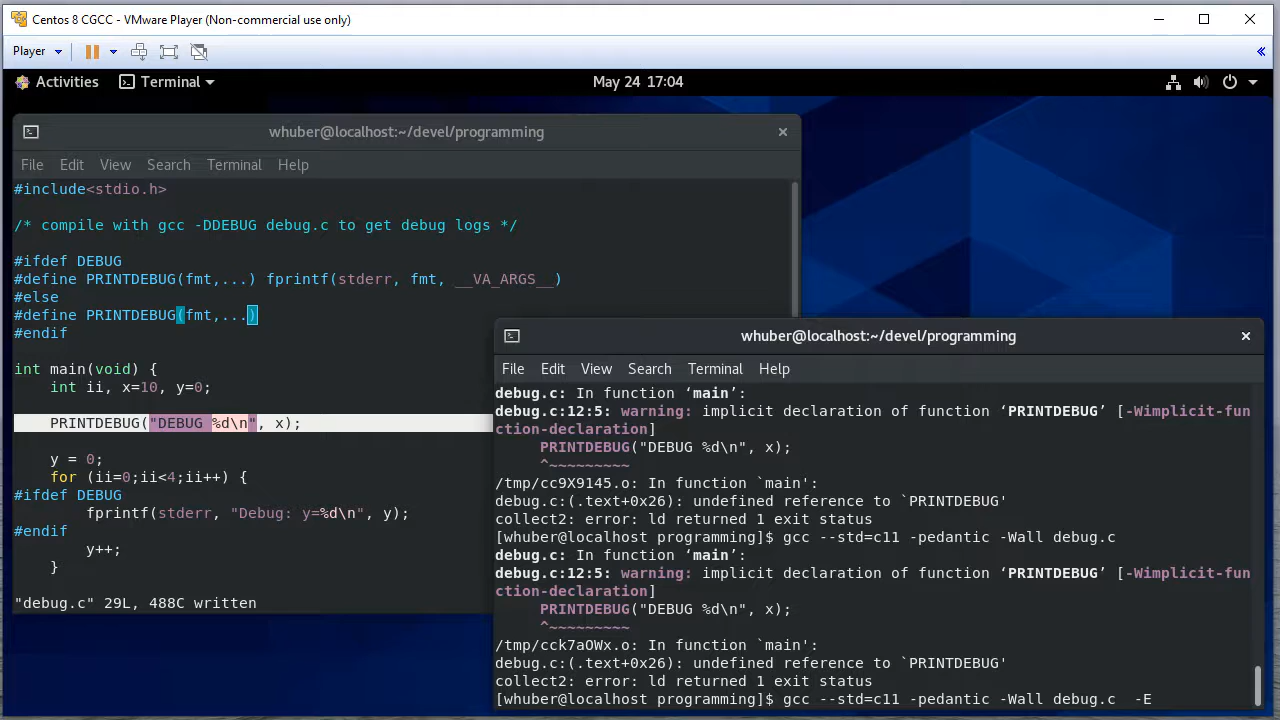 Centos 8 CGCC - VMware Player (Non-commercial use only)
Player
Activities Terminal May 24 17:04
whuber@localhost:~/devel/programming
File Edit View Search Terminal Help
#include<stdio.h>
/* compile with gcc -DDEBUG debug.c to get debug logs */
#ifdef DEBUG
#define PRINTDEBUG(fmt,...) fprintf(stderr, fmt, __VA_ARGS__)
#else
#define PRINTDEBUG(fmt,...)
#endif
int main(void) {
    int ii, x=10, y=0;
    PRINTDEBUG("DEBUG %d\n", x);
    y = 0;
    for (ii=0;ii<4;ii++) {
#ifdef DEBUG
        fprintf(stderr, "Debug: y=%d\n", y);
#endif
        y++;
    }
"debug.c" 29L, 488C written
whuber@localhost:~/devel/programming
File Edit View Search Terminal Help
debug.c: In function ‘main’:
debug.c:12:5: warning: implicit declaration of function ‘PRINTDEBUG’ [-Wimplicit-fun
ction-declaration]
     PRINTDEBUG("DEBUG %d\n", x);
     ^~~~~~~~~~
/tmp/cc9X9145.o: In function `main':
debug.c:(.text+0x26): undefined reference to `PRINTDEBUG'
collect2: error: ld returned 1 exit status
[whuber@localhost programming]$ gcc --std=c11 -pedantic -Wall debug.c
debug.c: In function ‘main’:
debug.c:12:5: warning: implicit declaration of function ‘PRINTDEBUG’ [-Wimplicit-fun
ction-declaration]
     PRINTDEBUG("DEBUG %d\n", x);
     ^~~~~~~~~~
/tmp/cck7aOWx.o: In function `main':
debug.c:(.text+0x26): undefined reference to `PRINTDEBUG'
collect2: error: ld returned 1 exit status
[whuber@localhost programming]$ gcc --std=c11 -pedantic -Wall debug.c  -E